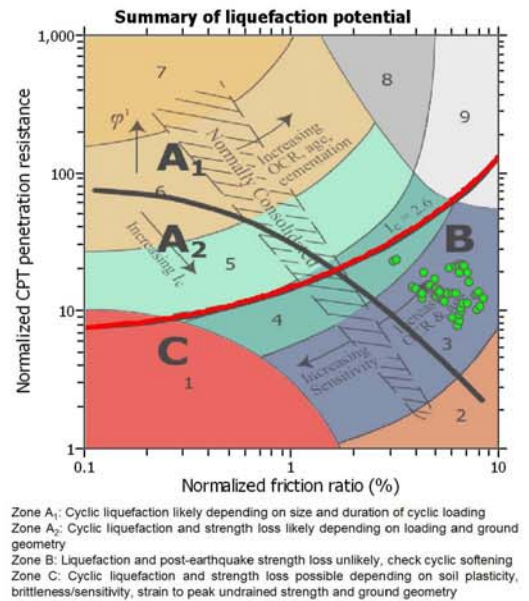 Summary of liquefaction potential
1,000
7
8
9
φ'
Increasing
OCR, age,
cementation
A1
Normally Consolidated
100
6
Ic = 2.6
A2
Increasing Ic
B
5
10
4
Increasing
OCR &
3
C
1
Increasing
Sensitivity
2
1
0.1
1
10
Normalized CPT penetration resistance
Normalized friction ratio (%)
Zone A1: Cyclic liquefaction likely depending on size and duration of cyclic loading
Zone A2: Cyclic liquefaction and strength loss likely depending on loading and ground
geometry
Zone B: Liquefaction and post-earthquake strength loss unlikely, check cyclic softening
Zone C: Cyclic liquefaction and strength loss possible depending on soil plasticity,
brittleness/sensitivity, strain to peak undrained strength and ground geometry